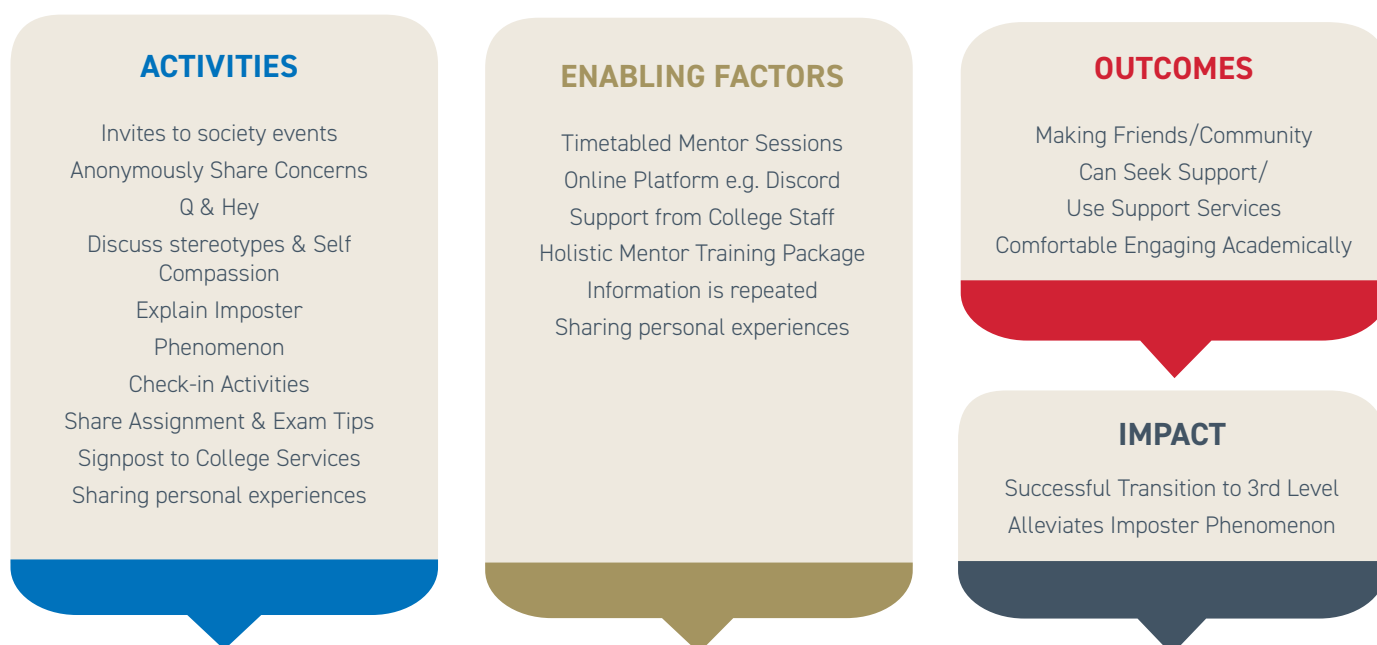 ACTIVITIES
Invites to society events
Anonymously Share Concerns
Q & Hey
Discuss stereotypes & Self
Compassion
Explain Imposter
Phenomenon
Check-in Activities
Share Assignment & Exam Tips
Signpost to College Services
Sharing personal experiences
ENABLING FACTORS
Timetabled Mentor Sessions
Online Platform e.g. Discord
Support from College Staff
Holistic Mentor Training Package
Information is repeated
Sharing personal experiences
OUTCOMES
Making Friends/Community
Can Seek Support/
Use Support Services
Comfortable Engaging Academically
IMPACT
Successful Transition to 3rd Level
Alleviates Imposter Phenomenon